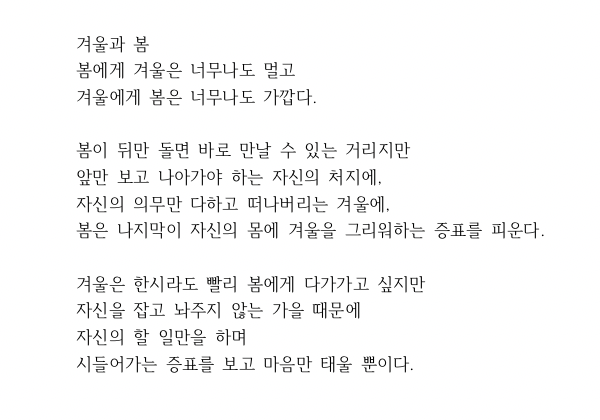 겨울과 봄
봄에게 겨울은 너무나도 멀고
겨울에게 봄은 너무나도 가깝다.
봄이 뒤만 돌면 바로 만날 수 있는 거리지만
앞만 보고 나아가야 하는 자신의 처지에,
자신의 의무만 다하고 떠나버리는 겨울에,
봄은 나지막이 자신의 몸에 겨울을 그리워하는 증표를 피운다.
겨울은 한시라도 빨리 봄에게 다가가고 싶지만
자신을 잡고 놔주지 않는 가을 때문에
자신의 할 일만을 하며
시들어가는 증표를 보고 마음만 태울 뿐이다.